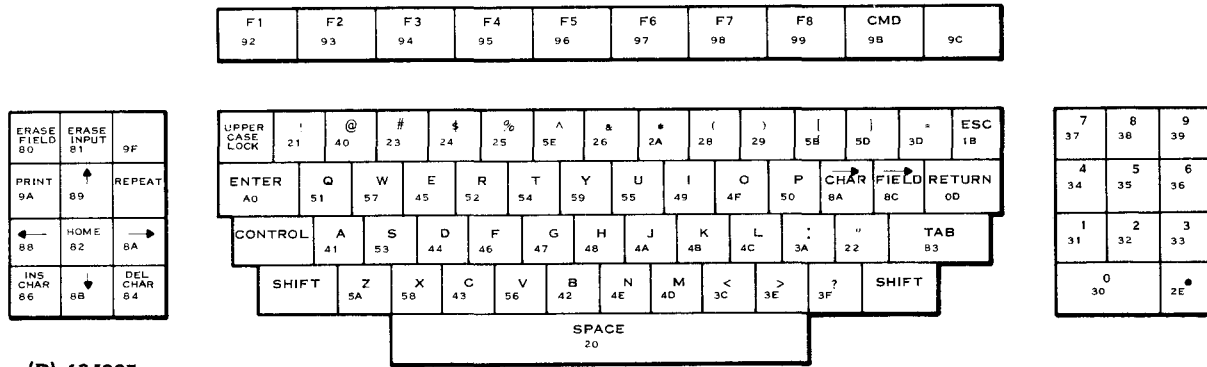 F1 F2 F3 F4 F5 F6 F7 F8 CMD
92 93 94 95 96 97 98 99 9B 9C
ERASE FIELD 80 ERASE INPUT 81 9F
PRINT 9A 89 REPEAT
88 HOME 82 8A
INS CHAR 86 8B DEL CHAR 84
UPPER CASE LOCK ! 21 @ 40 # 23 $ 24 % 25 ^ 5E & 26 * 2A ( 28 ) 29 [ 5B ] 5D = 3D ESC 1B
ENTER A0 Q 51 W 57 E 45 R 52 T 54 Y 59 U 55 I 49 O 4F P 50 CHAR 8A FIELD 8C RETURN 0D
CONTROL A 41 S 53 D 44 F 46 G 47 H 48 J 4A K 4B L 4C : 3A " 22 TAB 83
SHIFT Z 5A X 58 C 43 V 56 B 42 N 4E M 4D < 3C > 3E ? 3F SHIFT
SPACE
20
7 37 8 38 9 39
4 34 5 35 6 36
1 31 2 32 3 33
0 30 . 2E